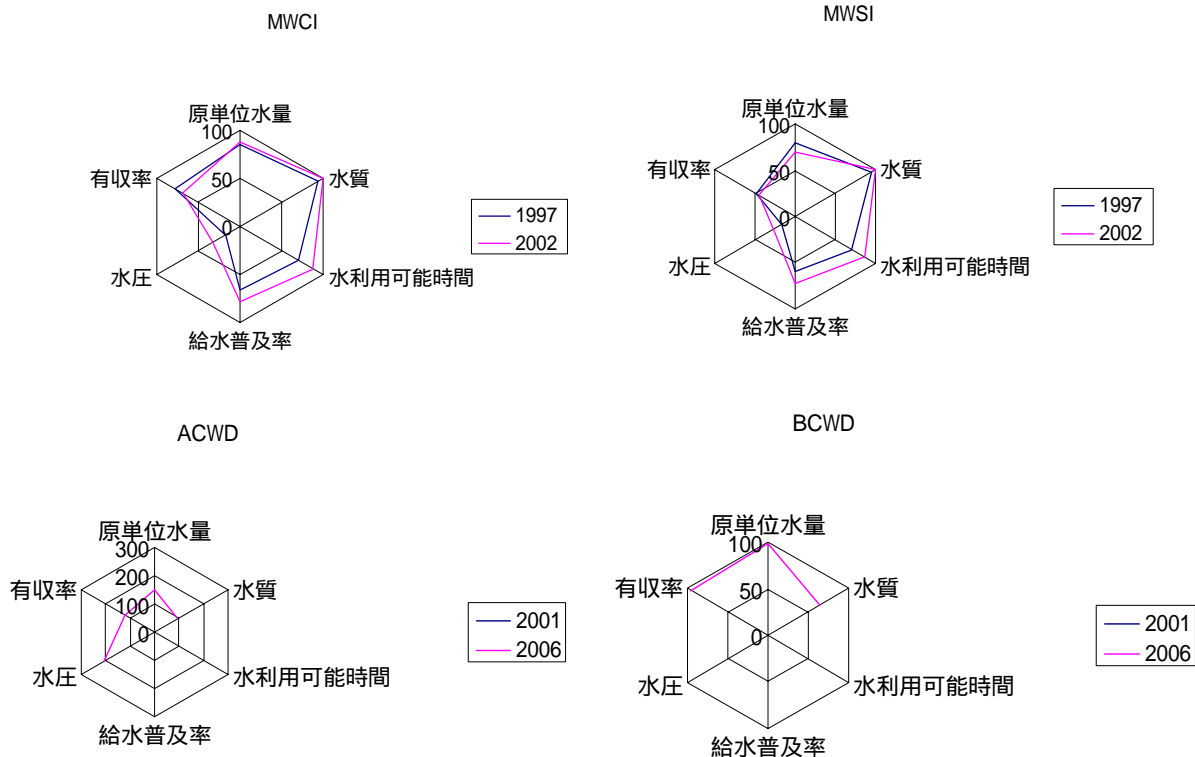 MWCI
原単位水量
100
有収率
水質
50
0
水圧
水利用可能時間
給水普及率
1997
2002
MWSI
原単位水量
100
有収率
水質
50
0
水圧
水利用可能時間
給水普及率
1997
2002
ACWD
原単位水量
300
有収率
水質
200
100
0
水圧
水利用可能時間
給水普及率
2001
2006
BCWD
原単位水量
100
有収率
水質
50
0
水圧
水利用可能時間
給水普及率
2001
2006